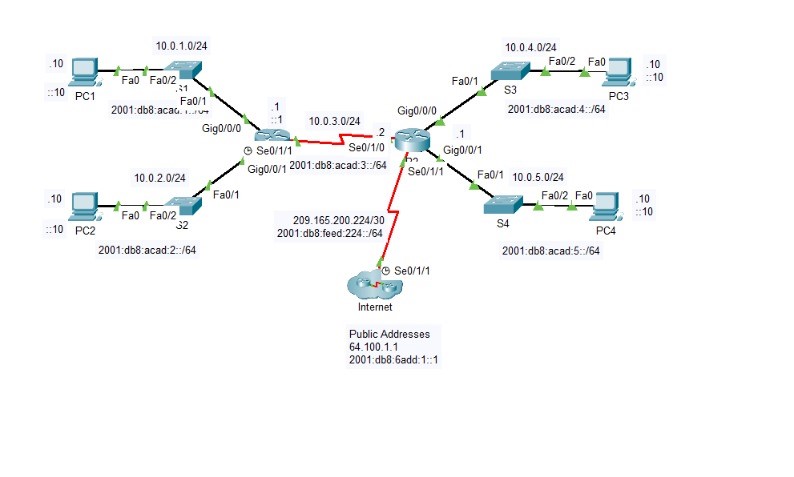 10.0.1.0/24
.10
::10
PC1
Fa0
Fa0/2
Fa0/1
2001:db8:acad:
Gig0/0/0
.1
::1
10.0.3.0/24
Se0/1/1
Gig0/0/1
2001:db8:acad:3::/64
10.0.2.0/24
.10
::10
PC2
Fa0
Fa0/2
Fa0/1
2001:db8:acad:2::/64
10.0.4.0/24
Fa0/2
Fa0
.10
::10
Fa0/1
S3
PC3
2001:db8:acad:4::/64
Gig0/0/0
.2
Se0/1/0
.1
Gig0/0/1
Se0/1/1
Fa0/1
10.0.5.0/24
Fa0/2
Fa0
.10
::10
S4
PC4
2001:db8:acad:5::/64
209.165.200.224/30
2001:db8:feed:224::/64
Se0/1/1
Internet
Public Addresses
64.100.1.1
2001:db8:6add:1::1